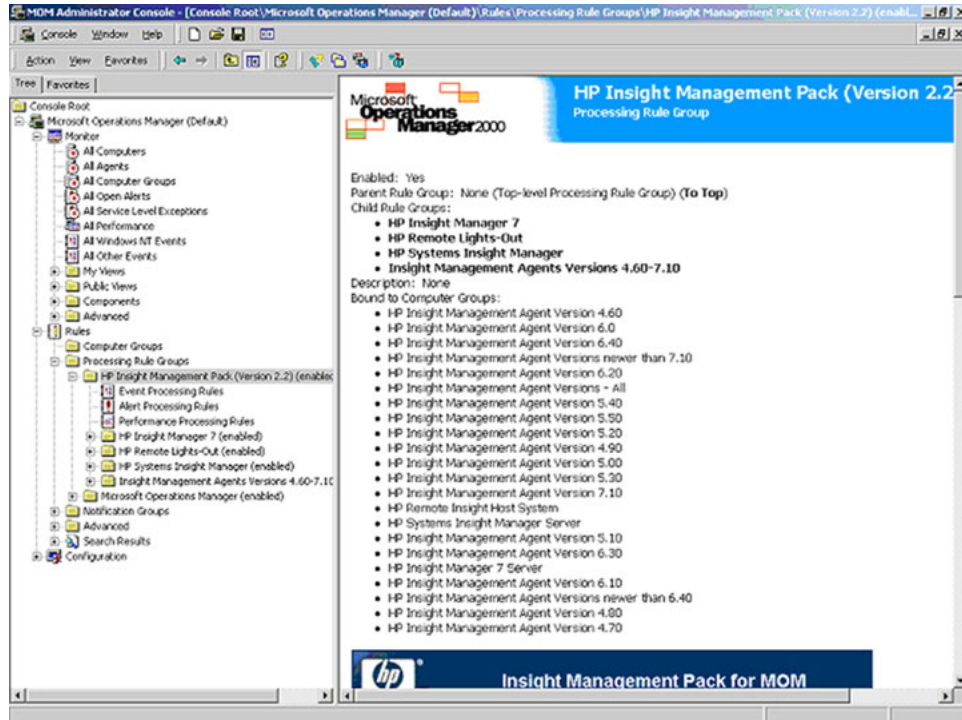 MOM Administrator Console - [Console Root\Microsoft Operations Manager (Default)\Rules\Processing Rule Groups\HP Insight Management Pack (Version 2.2) (enabl...
Console Window Help
Action View Favorites
Tree Favorites
Console Root
Microsoft Operations Manager (Default)
Monitor
All Computers
All Agents
All Computer Groups
All Open Alerts
All Service Level Exceptions
All Performance
All Windows NT Events
All Other Events
My Views
Public Views
Components
Advanced
Rules
Computer Groups
Processing Rule Groups
HP Insight Management Pack (Version 2.2) (enabled
Event Processing Rules
Alert Processing Rules
Performance Processing Rules
HP Insight Manager 7 (enabled)
HP Remote Lights-Out (enabled)
HP Systems Insight Manager (enabled)
Insight Management Agents Versions 4.60-7.10
Microsoft Operations Manager (enabled)
Notification Groups
Advanced
Search Results
Configuration
Microsoft
Operations
Manager2000
HP Insight Management Pack (Version 2.2
Processing Rule Group
Enabled: Yes
Parent Rule Group: None (Top-level Processing Rule Group) (To Top)
Child Rule Groups:
• HP Insight Manager 7
• HP Remote Lights-Out
• HP Systems Insight Manager
• Insight Management Agents Versions 4.60-7.10
Description: None
Bound to Computer Groups:
• HP Insight Management Agent Version 4.60
• HP Insight Management Agent Version 6.0
• HP Insight Management Agent Version 6.40
• HP Insight Management Agent Versions newer than 7.10
• HP Insight Management Agent Version 6.20
• HP Insight Management Agent Versions - All
• HP Insight Management Agent Version 5.40
• HP Insight Management Agent Version 5.50
• HP Insight Management Agent Version 5.20
• HP Insight Management Agent Version 4.90
• HP Insight Management Agent Version 5.00
• HP Insight Management Agent Version 5.30
• HP Insight Management Agent Version 7.10
• HP Remote Insight Host System
• HP Systems Insight Manager Server
• HP Insight Management Agent Version 5.10
• HP Insight Management Agent Version 6.30
• HP Insight Manager 7 Server
• HP Insight Management Agent Version 6.10
• HP Insight Management Agent Versions newer than 6.40
• HP Insight Management Agent Version 4.80
• HP Insight Management Agent Version 4.70
hp
Insight Management Pack for MOM